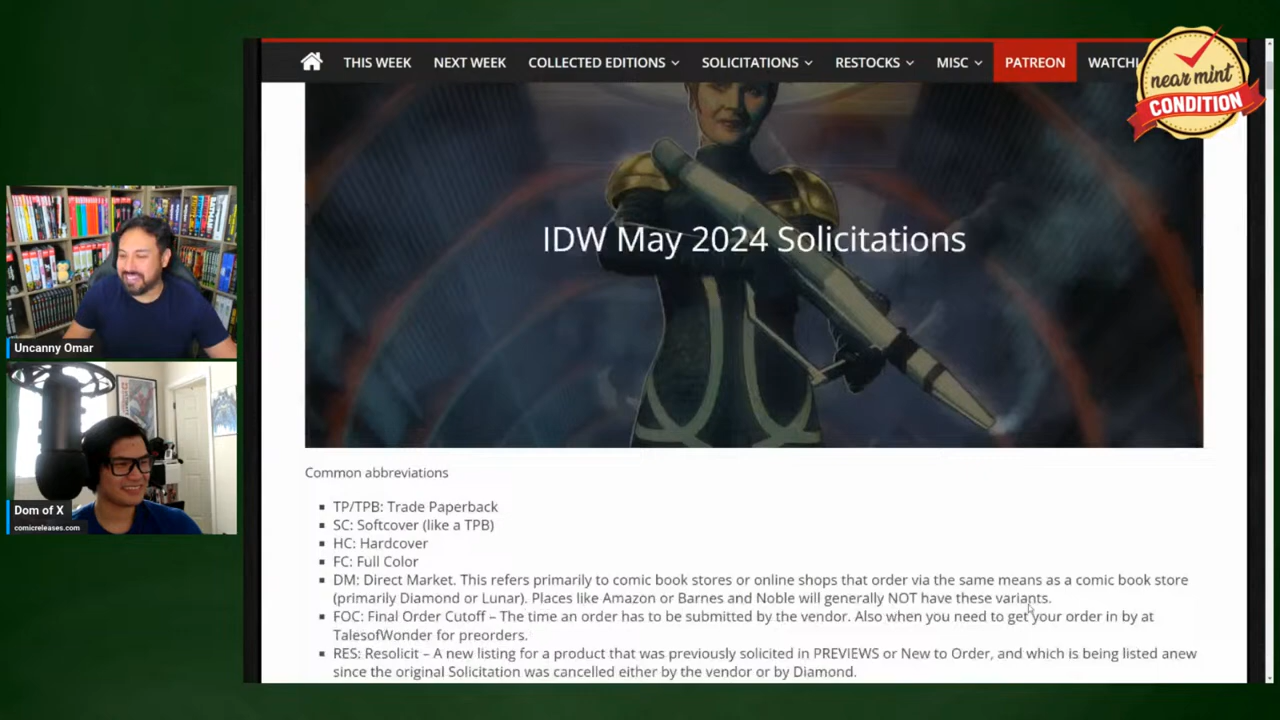 THIS WEEK NEXT WEEK COLLECTED EDITIONS SOLICITATIONS RESTOCKS MISC PATREON
near mint
CONDITION
IDW May 2024 Solicitations
Uncanny Omar
Dom of X
comicreleases.com
Common abbreviations
TP/TPB: Trade Paperback
SC: Softcover (like a TPB)
HC: Hardcover
FC: Full Color
DM: Direct Market. This refers primarily to comic book stores or online shops that order via the same means as a comic book store
(primarily Diamond or Lunar). Places like Amazon or Barnes and Noble will generally NOT have these variants.
FOC: Final Order Cutoff – The time an order has to be submitted by the vendor. Also when you need to get your order in by at
TalesofWonder for preorders.
RES: Resolicit – A new listing for a product that was previously solicited in PREVIEWS or New to Order, and which is being listed anew
since the original Solicitation was cancelled either by the vendor or by Diamond.